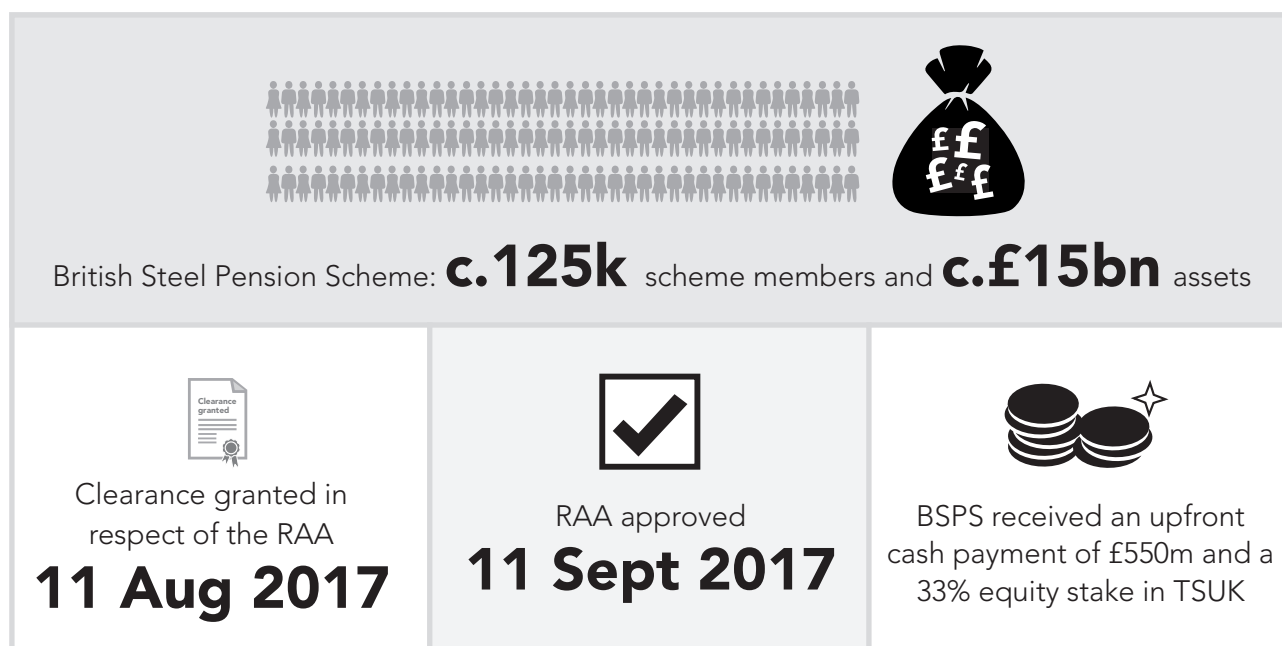 £ £
£ £ £
British Steel Pension Scheme: c.125k scheme members and c.£15bn assets
Clearance
granted
Clearance granted in
respect of the RAA
11 Aug 2017
RAA approved
11 Sept 2017
BSPS received an upfront
cash payment of £550m and a
33% equity stake in TSUK